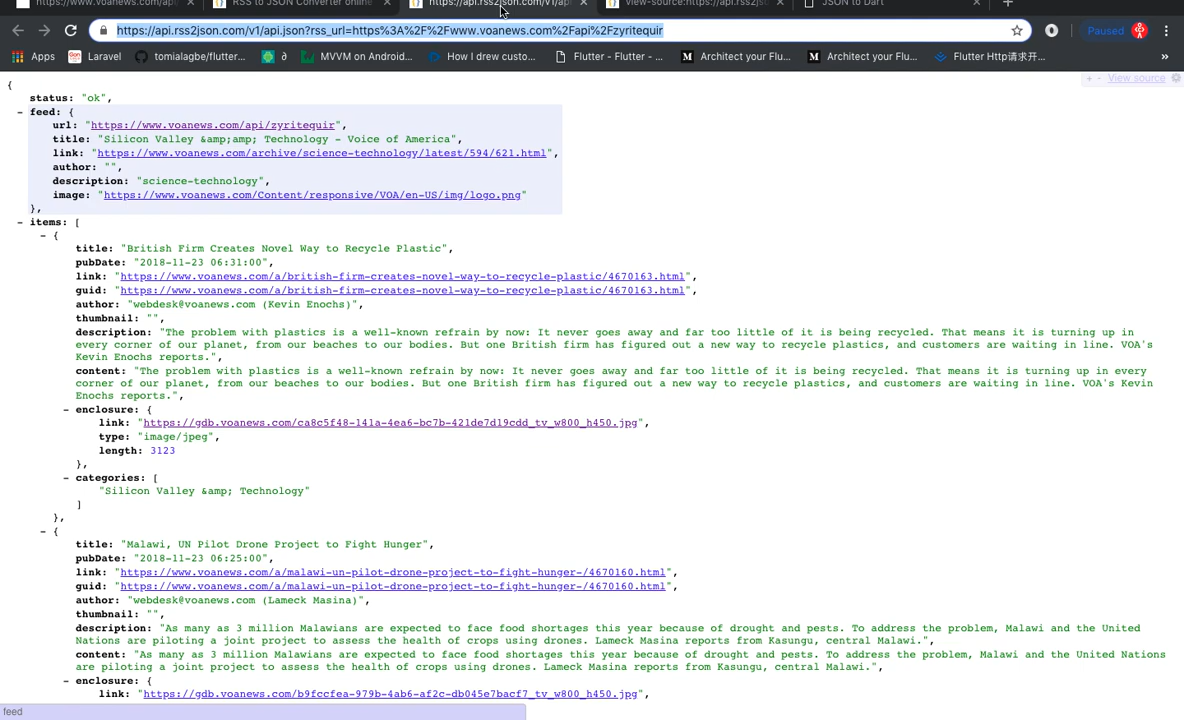 https://www.voanews.com/api/
RSS to JSON Converter online
https://api.rss2json.com/v1/api
view-source:https://api.rss2js
JSON to Dart
https://api.rss2json.com/v1/api.json?rss_url=https%3A%2F%2Fwww.voanews.com%2Fapi%2Fzyritequir
Paused
Apps
Laravel
tomialagbe/flutter...
∂
MVVM on Android...
How I drew custo...
Flutter - Flutter - ...
Architect your Flu...
Architect your Flu...
Flutter Http请求开...
»
+ - View source
{
status: "ok",
- feed: {
url: "https://www.voanews.com/api/zyritequir",
title: "Silicon Valley &amp;amp; Technology - Voice of America",
link: "https://www.voanews.com/archive/science-technology/latest/594/621.html",
author: "",
description: "science-technology",
image: "https://www.voanews.com/Content/responsive/VOA/en-US/img/logo.png"
},
- items: [
- {
title: "British Firm Creates Novel Way to Recycle Plastic",
pubDate: "2018-11-23 06:31:00",
link: "https://www.voanews.com/a/british-firm-creates-novel-way-to-recycle-plastic/4670163.html",
guid: "https://www.voanews.com/a/british-firm-creates-novel-way-to-recycle-plastic/4670163.html",
author: "webdesk@voanews.com (Kevin Enochs)",
thumbnail: "",
description: "The problem with plastics is a well-known refrain by now: It never goes away and far too little of it is being recycled. That means it is turning up in
every corner of our planet, from our beaches to our bodies. But one British firm has figured out a new way to recycle plastics, and customers are waiting in line. VOA's
Kevin Enochs reports.",
content: "The problem with plastics is a well-known refrain by now: It never goes away and far too little of it is being recycled. That means it is turning up in every
corner of our planet, from our beaches to our bodies. But one British firm has figured out a new way to recycle plastics, and customers are waiting in line. VOA's Kevin
Enochs reports.",
- enclosure: {
link: "https://gdb.voanews.com/ca8c5f48-141a-4ea6-bc7b-421de7d19cdd_tv_w800_h450.jpg",
type: "image/jpeg",
length: 3123
},
- categories: [
"Silicon Valley &amp; Technology"
]
},
- {
title: "Malawi, UN Pilot Drone Project to Fight Hunger",
pubDate: "2018-11-23 06:25:00",
link: "https://www.voanews.com/a/malawi-un-pilot-drone-project-to-fight-hunger-/4670160.html",
guid: "https://www.voanews.com/a/malawi-un-pilot-drone-project-to-fight-hunger-/4670160.html",
author: "webdesk@voanews.com (Lameck Masina)",
thumbnail: "",
description: "As many as 3 million Malawians are expected to face food shortages this year because of drought and pests. To address the problem, Malawi and the United
Nations are piloting a joint project to assess the health of crops using drones. Lameck Masina reports from Kasungu, central Malawi.",
content: "As many as 3 million Malawians are expected to face food shortages this year because of drought and pests. To address the problem, Malawi and the United Nations
are piloting a joint project to assess the health of crops using drones. Lameck Masina reports from Kasungu, central Malawi.",
- enclosure: {
link: "https://gdb.voanews.com/b9fccfea-979b-4ab6-af2c-db045e7bacf7_tv_w800_h450.jpg",
feed